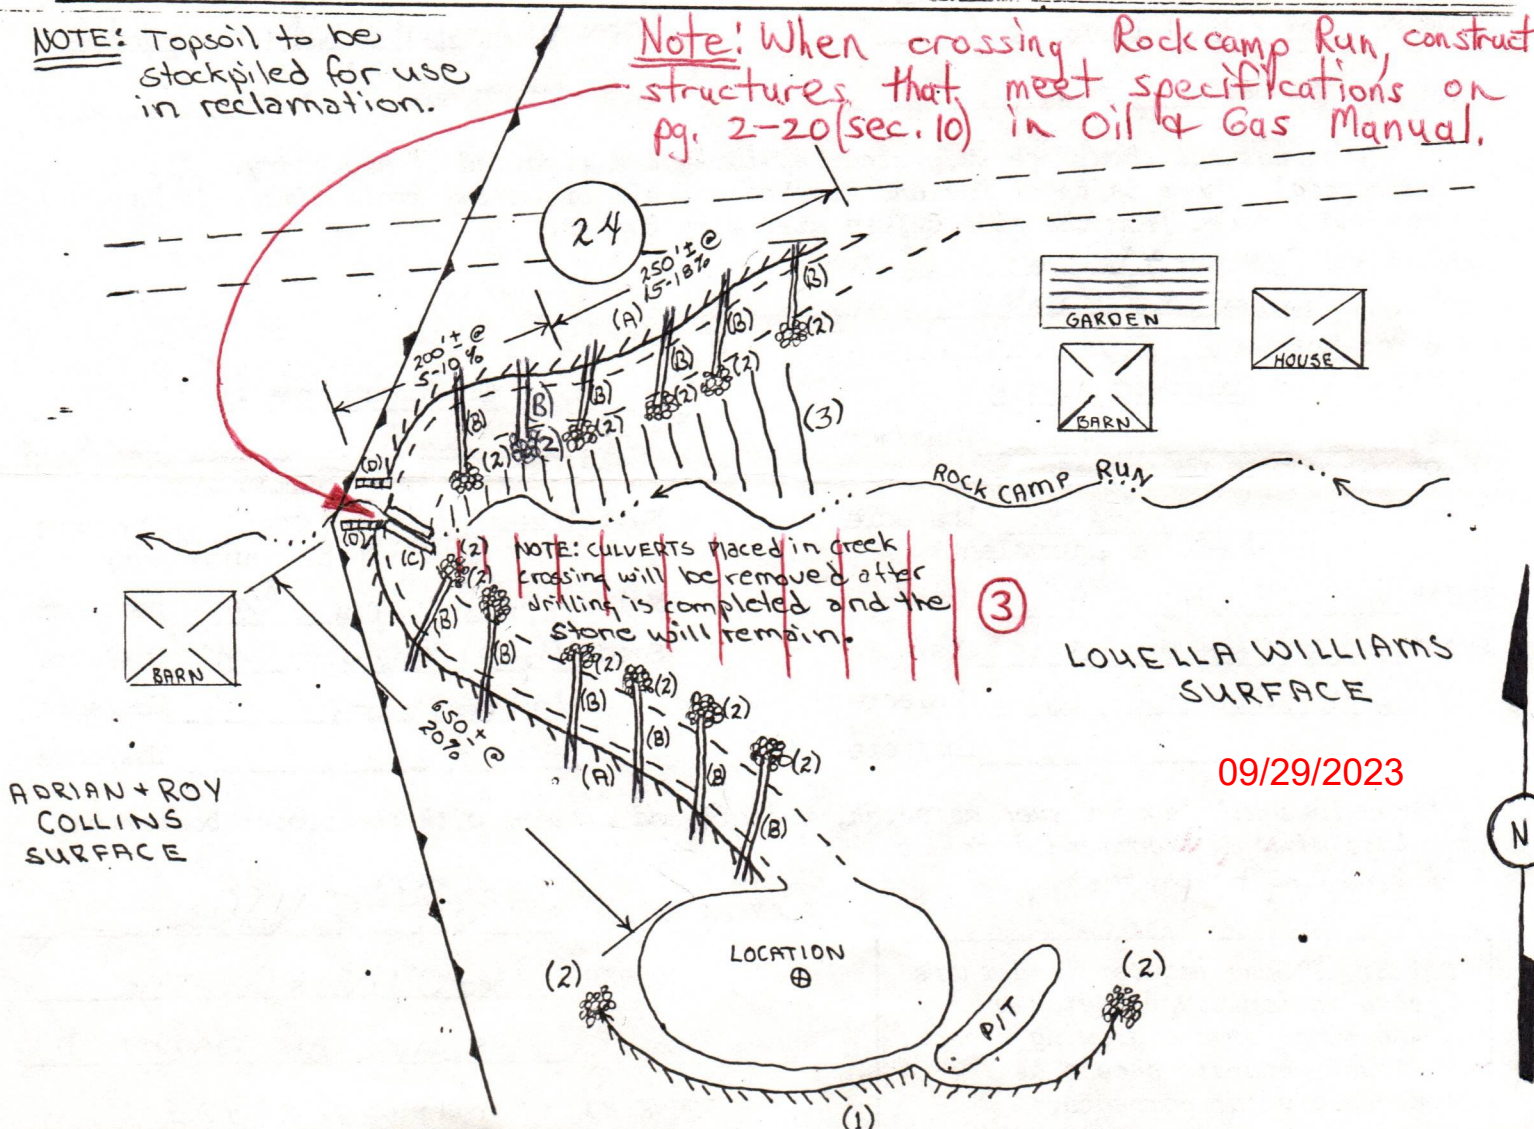 NOTE: Topsoil to be
stockpiled for use
in reclamation.
Note: When crossing Rockcamp Run, construct
structures that meet specifications on
pg. 2-20 (sec. 10) in Oil & Gas Manual.
24
250'± @
15-18%
(A)
200'± @
5-10%
(B)
(B)
(B)
(B)
(B)
(B)
(2)
(2)
(2)
(2)
(2)
(2)
(3)
GARDEN
HOUSE
BARN
ROCK CAMP RUN
(D)
(D)
(C)
(2)
(2)
NOTE: CULVERTS placed in creek
crossing will be removed after
drilling is completed and the
stone will remain.
3
BARN
(B)
(B)
(2)
(B)
(2)
(B)
(2)
(B)
(2)
(B)
(A)
650'± @
20%
LOUELLA WILLIAMS
SURFACE
09/29/2023
ADRIAN + ROY
COLLINS
SURFACE
N
LOCATION
(2)
(2)
PIT
(1)